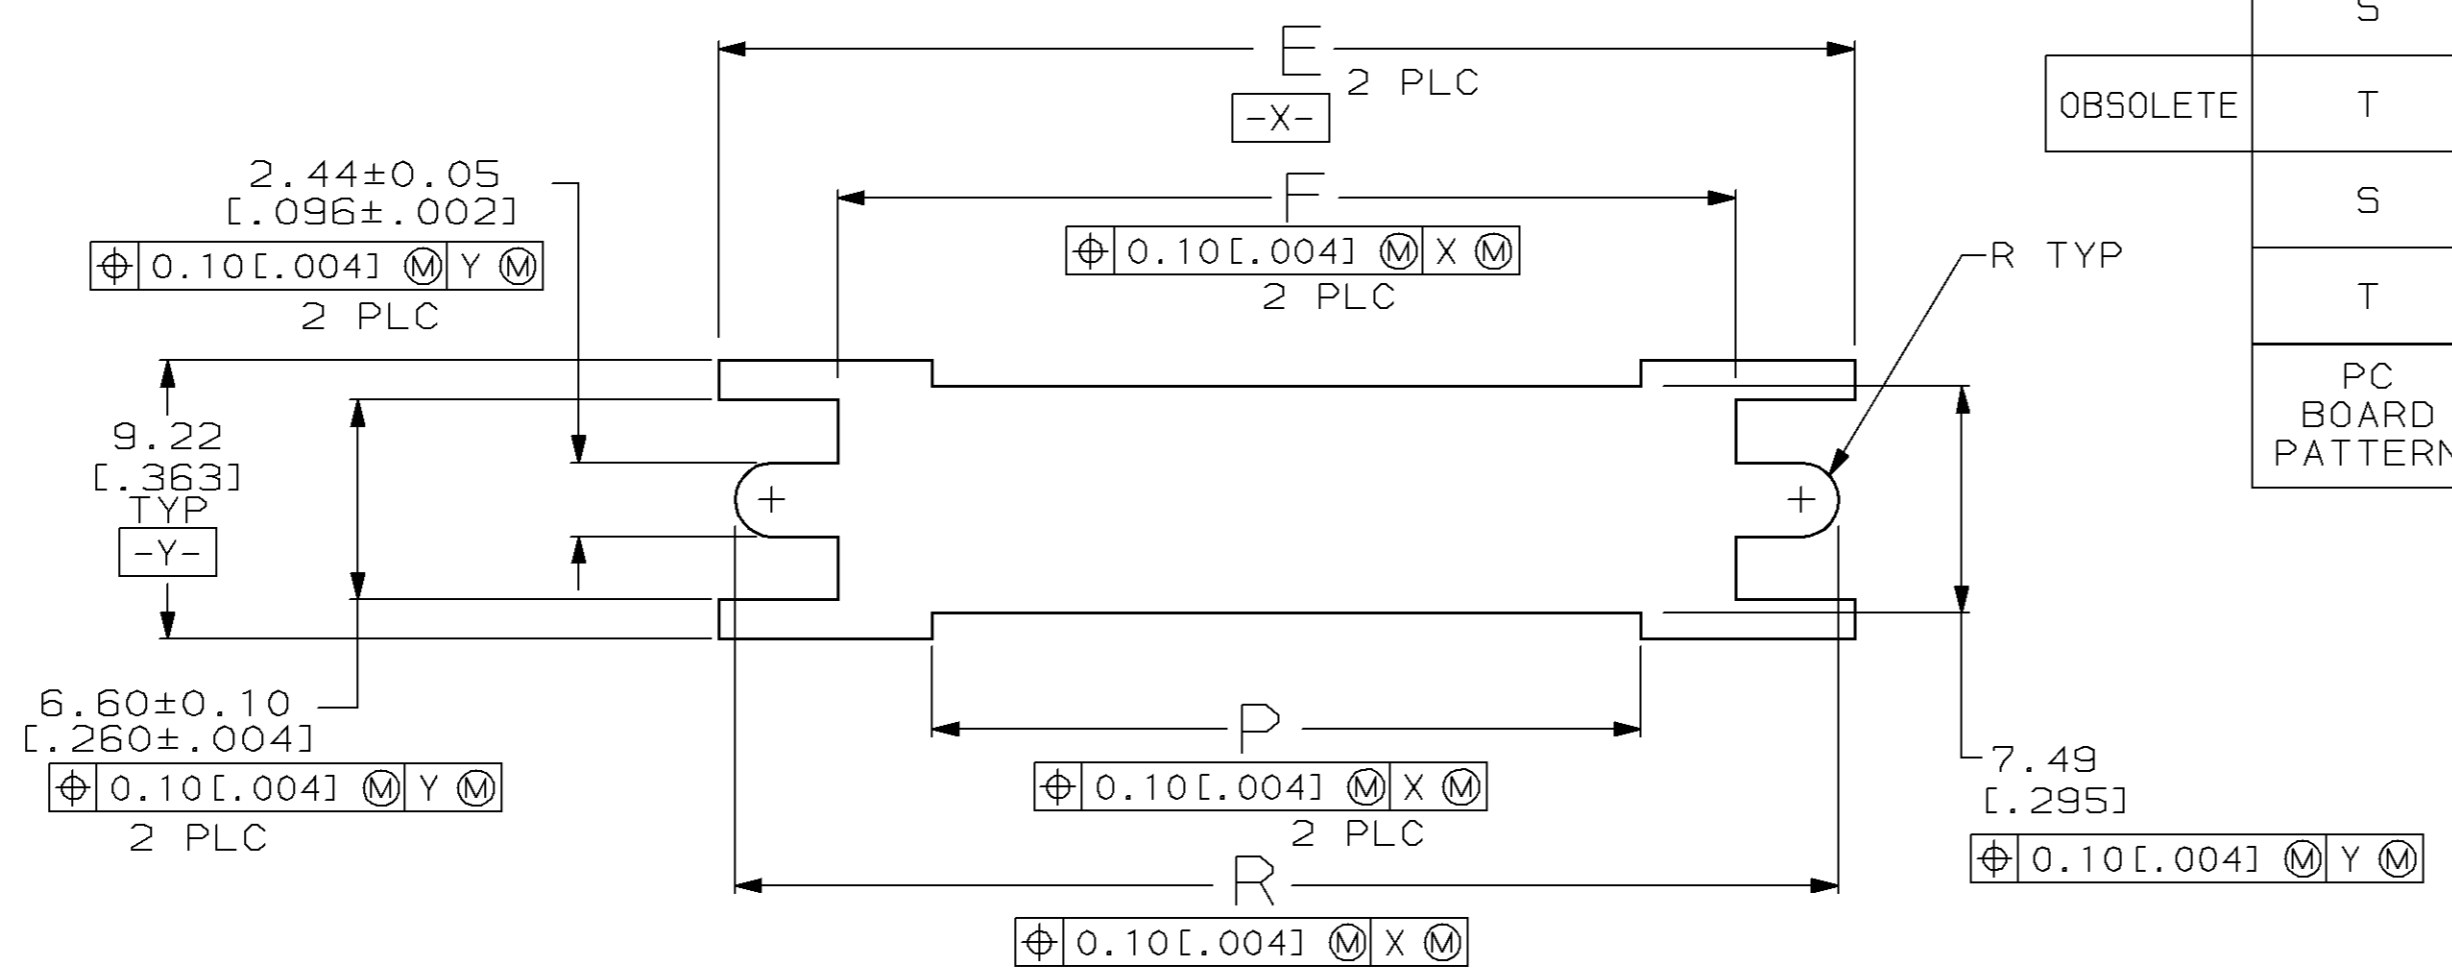 E
2 PLC
-X-
2.44±0.05
[.096±.002]
⌖ 0.10[.004] Ⓜ Y Ⓜ
2 PLC
F
⌖ 0.10[.004] Ⓜ X Ⓜ
2 PLC
R TYP
9.22
[.363]
TYP
-Y-
6.60±0.10
[.260±.004]
⌖ 0.10[.004] Ⓜ Y Ⓜ
2 PLC
P
⌖ 0.10[.004] Ⓜ X Ⓜ
2 PLC
R
⌖ 0.10[.004] Ⓜ X Ⓜ
7.49
[.295]
⌖ 0.10[.004] Ⓜ Y Ⓜ
S
OBSOLETE T
S
T
PC
BOARD
PATTERN